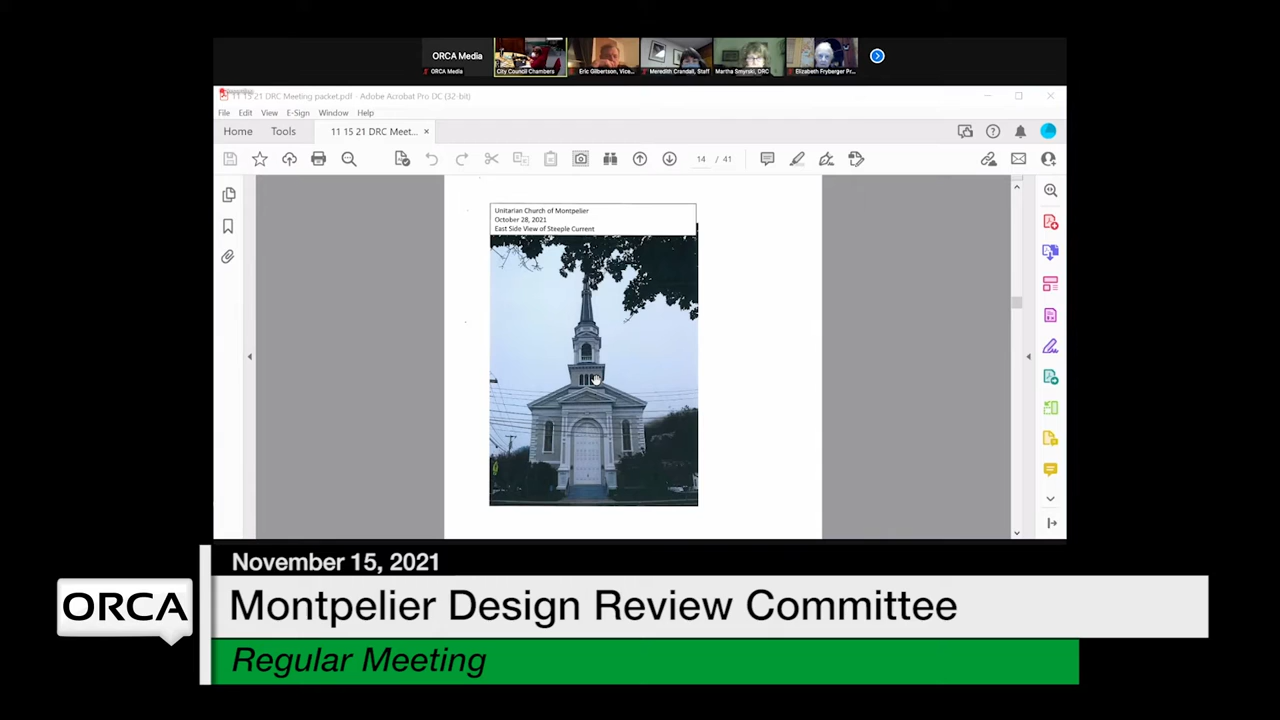 ORCA Media
ORCA Media
City Council Chambers
Eric Gilbertson, Vice...
Meredith Crandall, Staff
Martha Smyrski, DRC
Elizabeth Fryberger Pr...
11 15 21 DRC Meeting packet.pdf - Adobe Acrobat Pro DC (32-bit)
File Edit View E-Sign Window Help
Home Tools 11 15 21 DRC Meet... ×
14 / 41
Unitarian Church of Montpelier
October 28, 2021
East Side View of Steeple Current
November 15, 2021
ORCA
Montpelier Design Review Committee
Regular Meeting